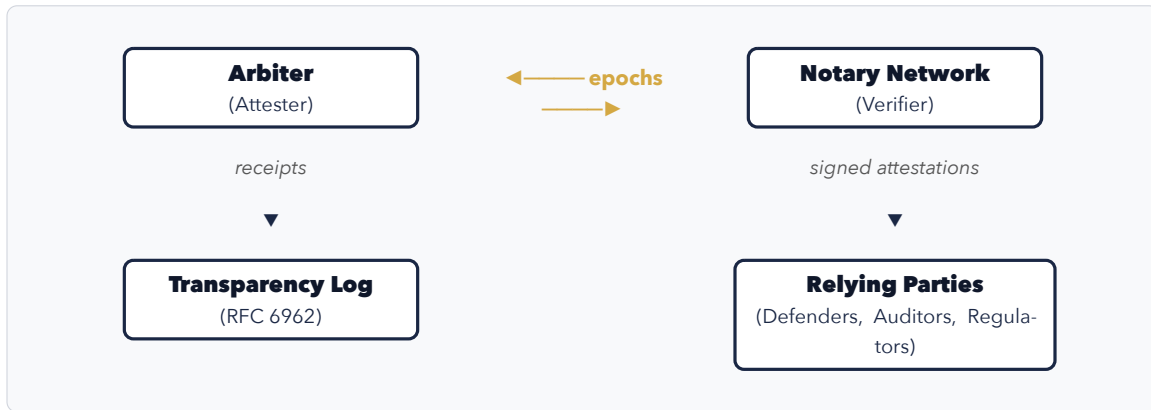 Arbiter
(Attester)
epochs
Notary Network
(Verifier)
receipts
signed attestations
Transparency Log
(RFC 6962)
Relying Parties
(Defenders, Auditors, Regula-
tors)